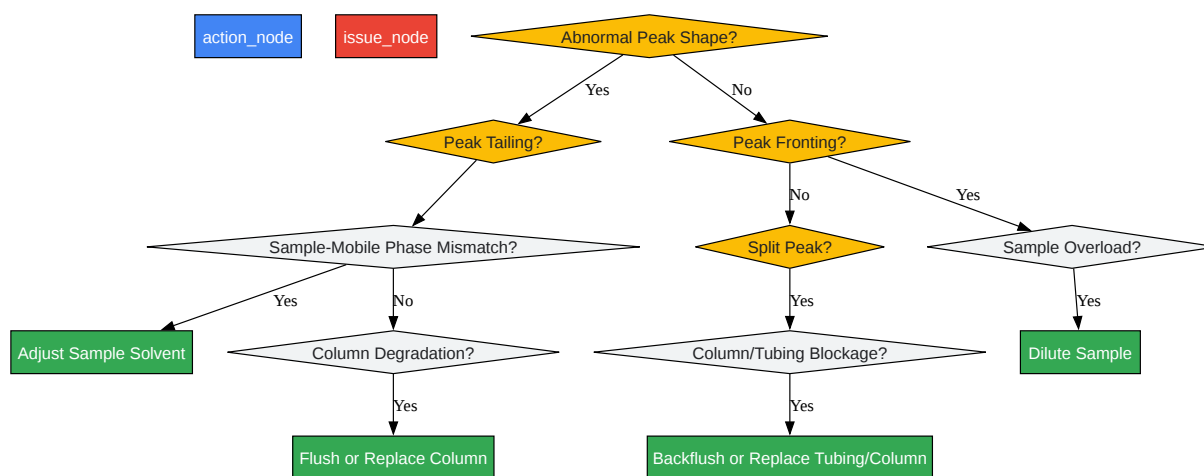 action_node
issue_node
Abnormal Peak Shape?
Yes
No
Peak Tailing?
Peak Fronting?
No
Yes
Sample-Mobile Phase Mismatch?
Split Peak?
Sample Overload?
Yes
No
Yes
Yes
Adjust Sample Solvent
Column Degradation?
Column/Tubing Blockage?
Dilute Sample
Yes
Yes
Flush or Replace Column
Backflush or Replace Tubing/Column